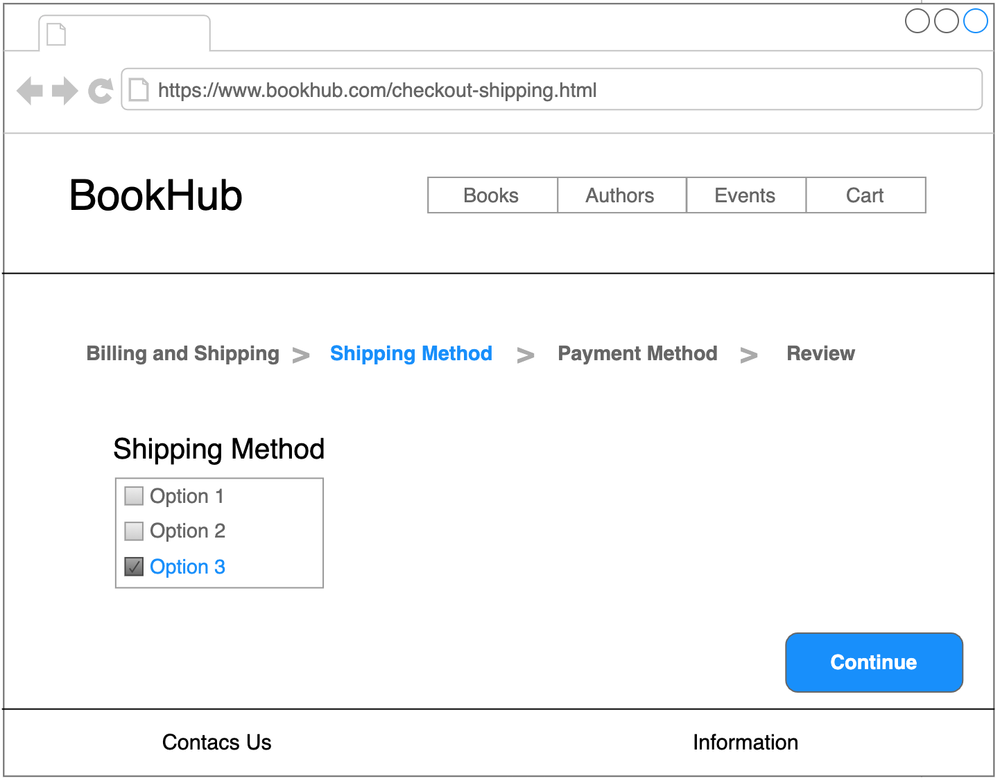 https://www.bookhub.com/checkout-shipping.html
BookHub
Books Authors Events Cart
Billing and Shipping > Shipping Method > Payment Method > Review
Shipping Method
Option 1
Option 2
Option 3
Continue
Contacs Us Information